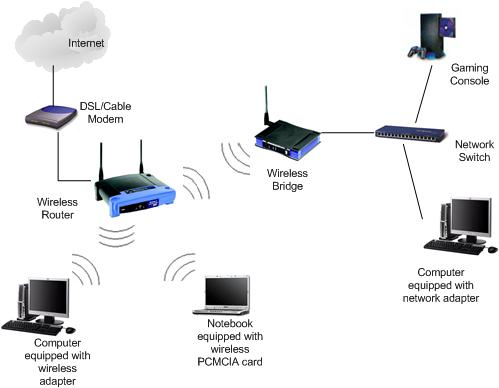 Internet
DSL/Cable
Modem
Wireless
Router
Wireless
Bridge
Gaming
Console
Network
Switch
Computer
equipped with
network adapter
Computer
equipped with
wireless
adapter
Notebook
equipped with
wireless
PCMCIA card